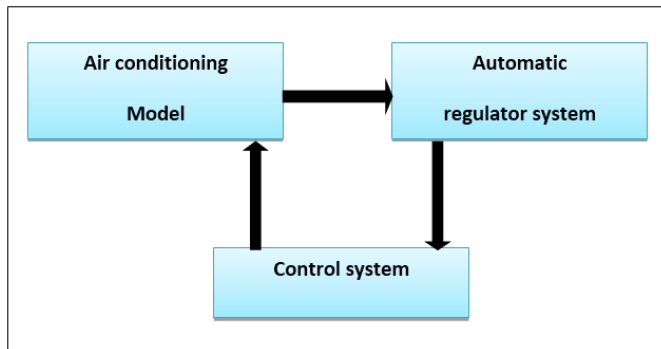 Air conditioning
Model
Automatic
regulator system
Control system